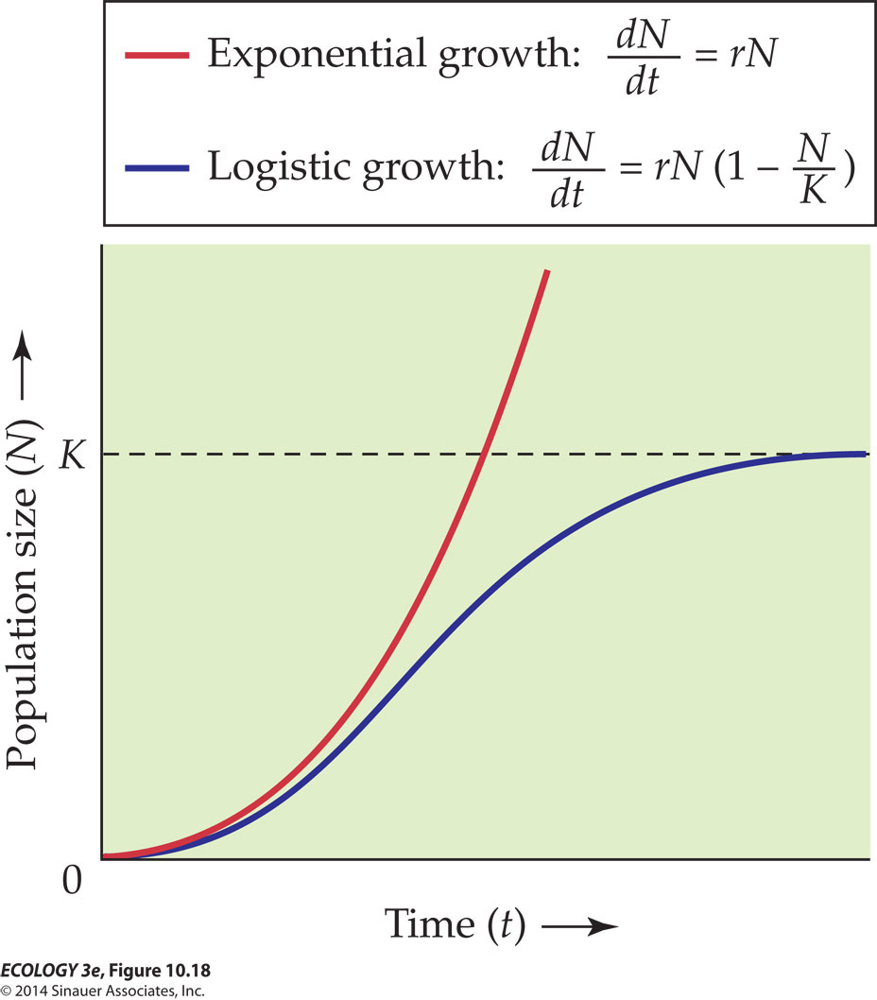 Exponential growth: dN/dt = rN
Logistic growth: dN/dt = rN (1 – N/K)
Population size (N) →
K
0
Time (t) →
ECOLOGY 3e, Figure 10.18
© 2014 Sinauer Associates, Inc.